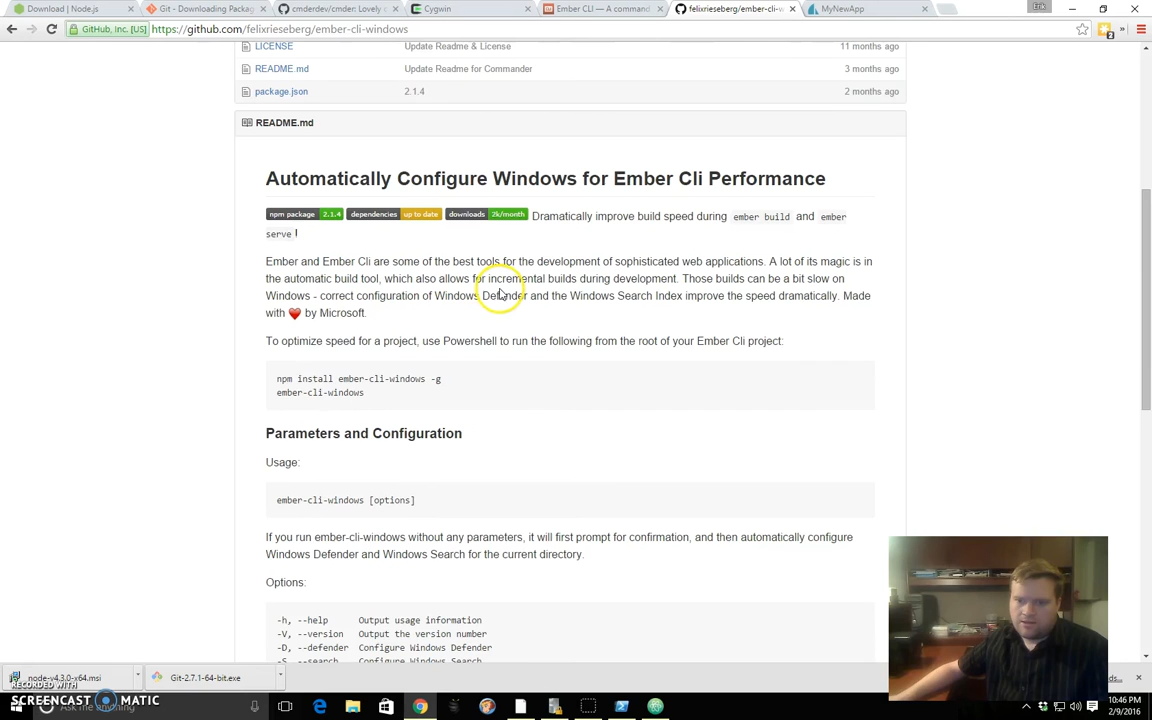 Download | Node.js
Git - Downloading Packag
cmderdev/cmder: Lovely c
Cygwin
Ember CLI — A command
felixrieseberg/ember-cli-w
MyNewApp
Erik
GitHub, Inc. [US] https://github.com/felixrieseberg/ember-cli-windows
2
LICENSE Update Readme & License 11 months ago
README.md Update Readme for Commander 3 months ago
package.json 2.1.4 2 months ago
README.md
Automatically Configure Windows for Ember Cli Performance
npm package 2.1.4 dependencies up to date downloads 2k/month Dramatically improve build speed during ember build and ember
serve !
Ember and Ember Cli are some of the best tools for the development of sophisticated web applications. A lot of its magic is in
the automatic build tool, which also allows for incremental builds during development. Those builds can be a bit slow on
Windows - correct configuration of Windows Defender and the Windows Search Index improve the speed dramatically. Made
with ❤ by Microsoft.
To optimize speed for a project, use Powershell to run the following from the root of your Ember Cli project:
npm install ember-cli-windows -g
ember-cli-windows
Parameters and Configuration
Usage:
ember-cli-windows [options]
If you run ember-cli-windows without any parameters, it will first prompt for confirmation, and then automatically configure
Windows Defender and Windows Search for the current directory.
Options:
-h, --help Output usage information
-V, --version Output the version number
-D, --defender Configure Windows Defender
-S, --search Configure Windows Search
node-v4.3.0-x64.msi
Git-2.7.1-64-bit.exe
RECORDED WITH
SCREENCAST MATIC
me anything
10:46 PM
2/9/2016